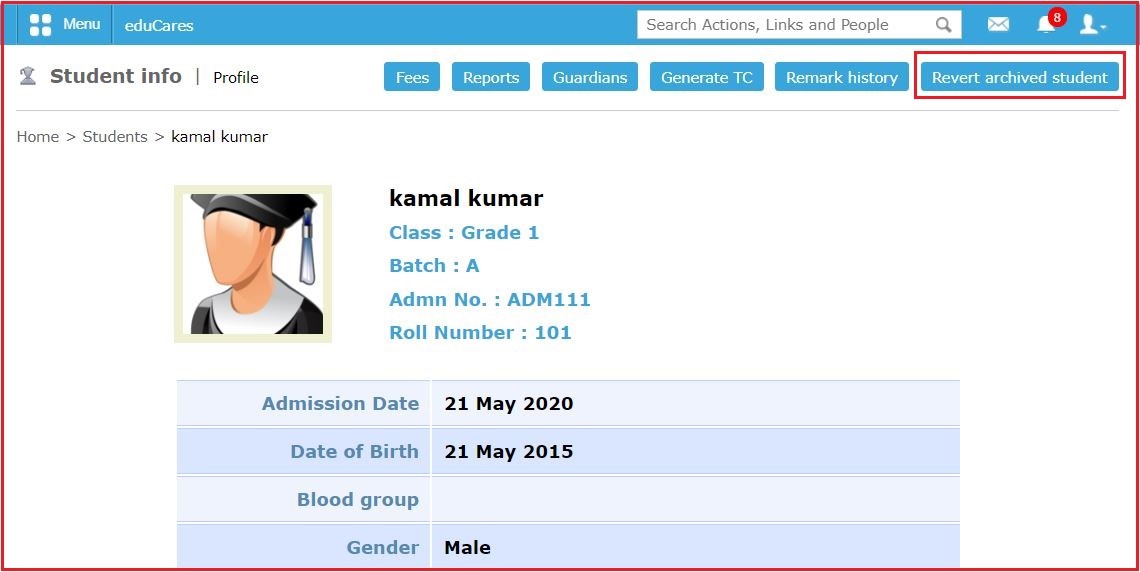 Menu eduCares Search Actions, Links and People 8
Student info | Profile Fees Reports Guardians Generate TC Remark history Revert archived student
Home > Students > kamal kumar
kamal kumar
Class : Grade 1
Batch : A
Admn No. : ADM111
Roll Number : 101
Admission Date 21 May 2020
Date of Birth 21 May 2015
Blood group
Gender Male